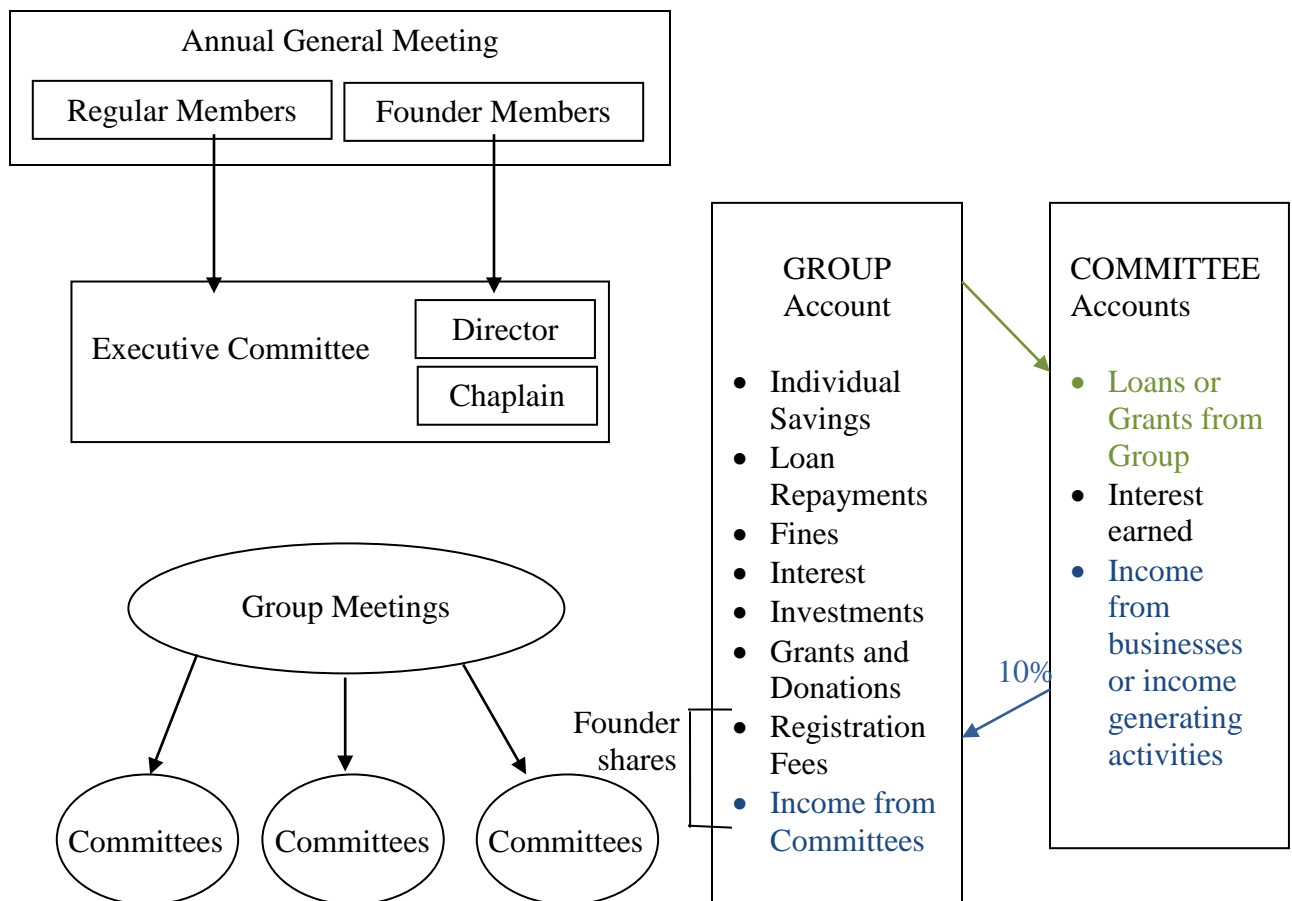 Annual General Meeting
Regular Members
Founder Members
Executive Committee
Director
Chaplain
Group Meetings
Committees
Committees
Committees
GROUP
Account
• Individual
Savings
• Loan
Repayments
• Fines
• Interest
• Investments
• Grants and
Donations
• Registration
Fees
• Income from
Committees
Founder
shares
10%
COMMITTEE
Accounts
• Loans or
Grants from
Group
• Interest
earned
• Income
from
businesses
or income
generating
activities